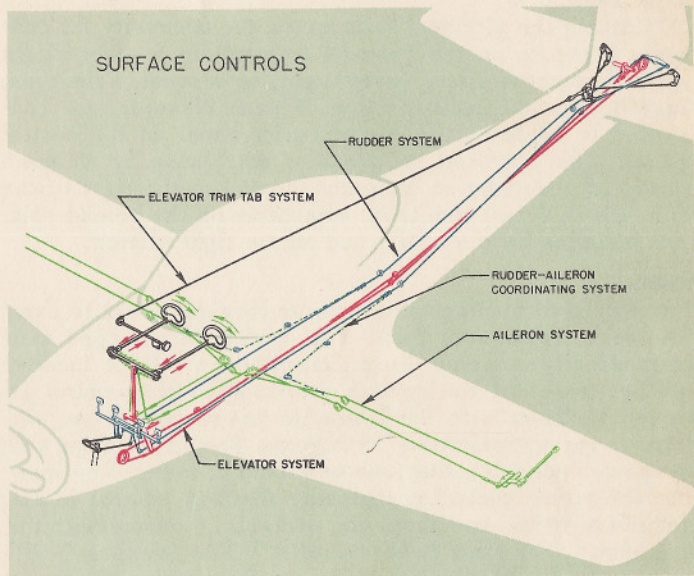 SURFACE CONTROLS
RUDDER SYSTEM
ELEVATOR TRIM TAB SYSTEM
RUDDER-AILERON
COORDINATING SYSTEM
AILERON SYSTEM
ELEVATOR SYSTEM